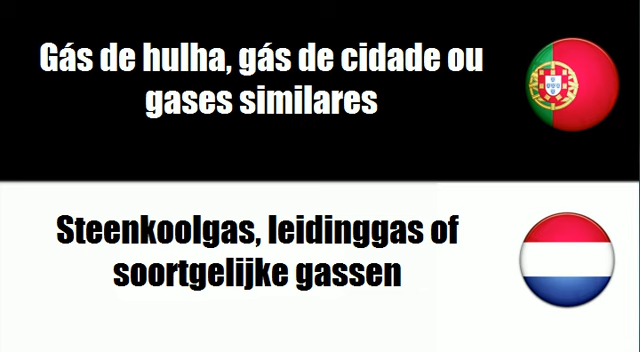 Gás de hulha, gás de cidade ou
gases similares
Steenkoolgas, leidinggas of
soortgelijke gassen